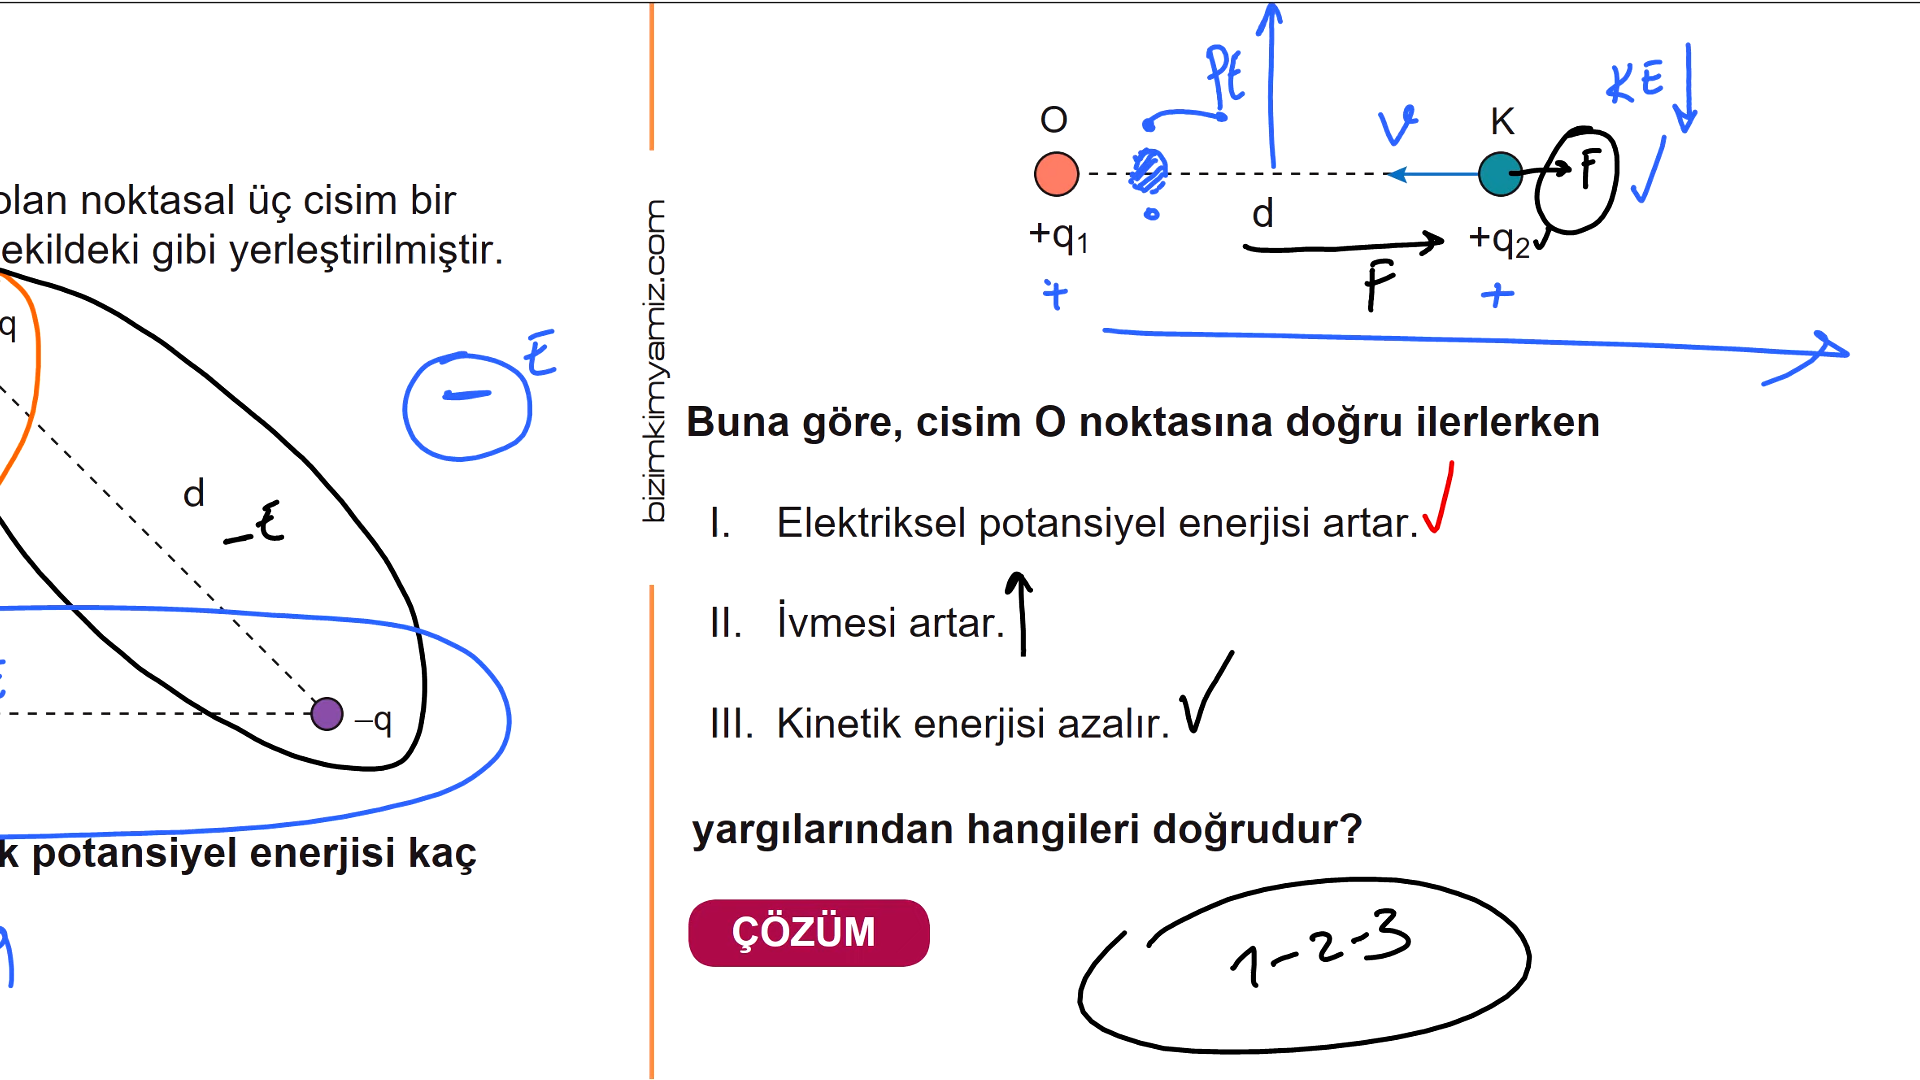 olan noktasal üç cisim bir
ekildeki gibi yerleştirilmiştir.
q
E
–
d
–E
E
–q
k potansiyel enerjisi kaç
q
bizimkimyamiz.com
PE
KE
O
V
K
F
d
+q1
+q2
+
F
+
Buna göre, cisim O noktasına doğru ilerlerken
I. Elektriksel potansiyel enerjisi artar.
II. İvmesi artar.
III. Kinetik enerjisi azalır.
yargılarından hangileri doğrudur?
ÇÖZÜM
1-2-3